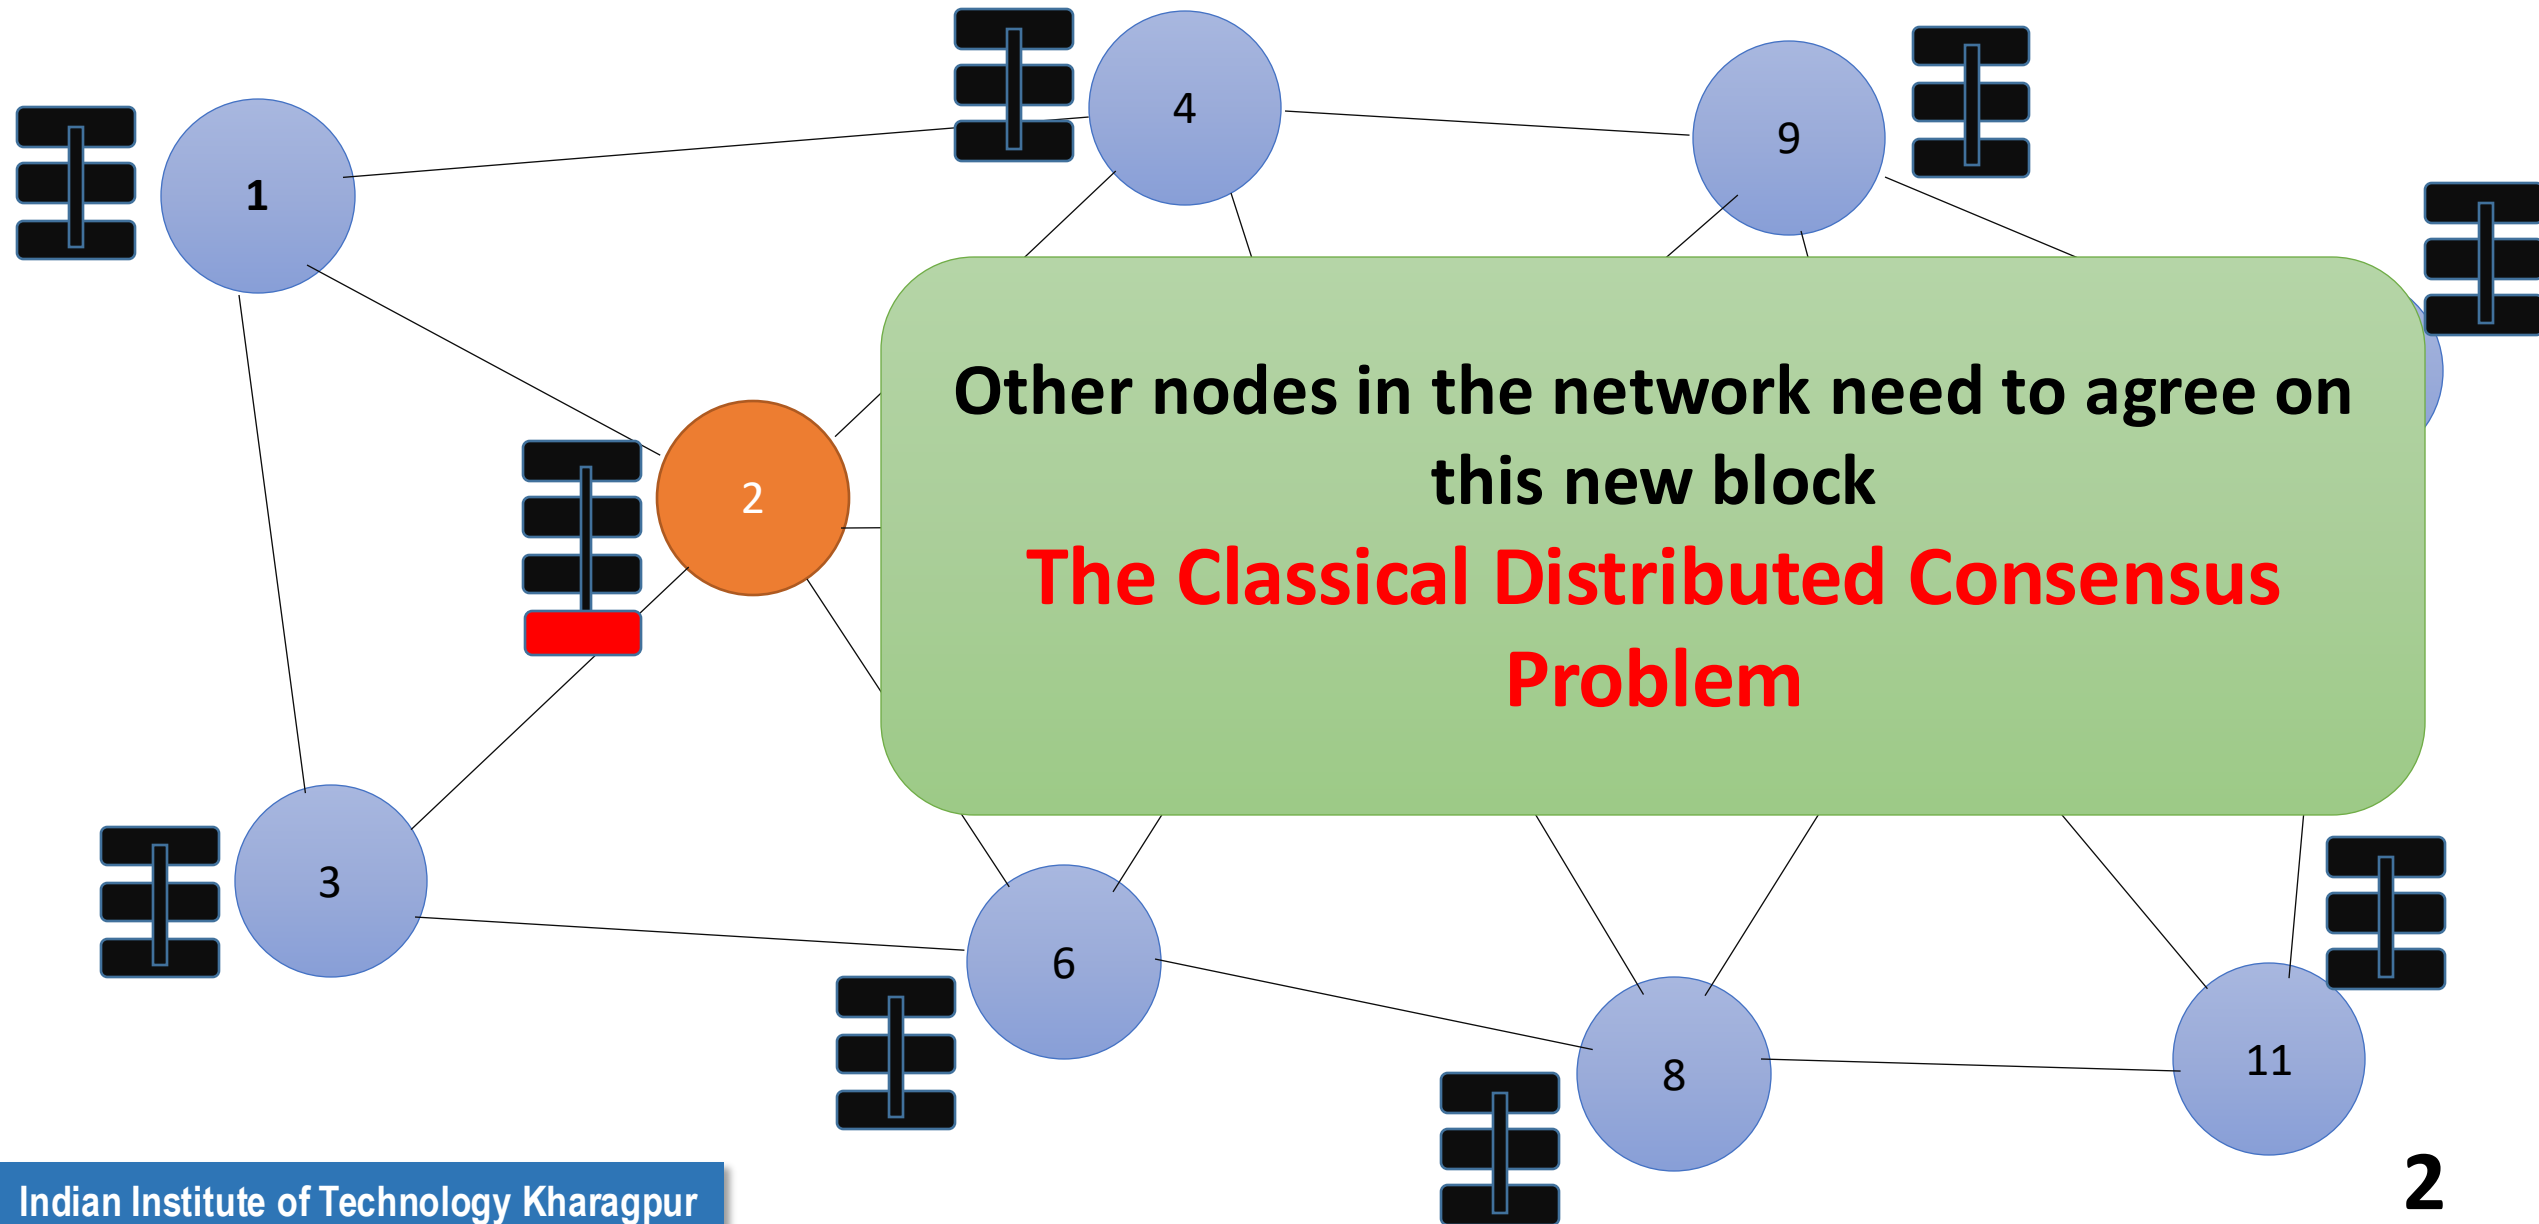 4
9
1
Other nodes in the network need to agree on
this new block
2
The Classical Distributed Consensus
Problem
3
6
8
11
2
Indian Institute of Technology Kharagpur